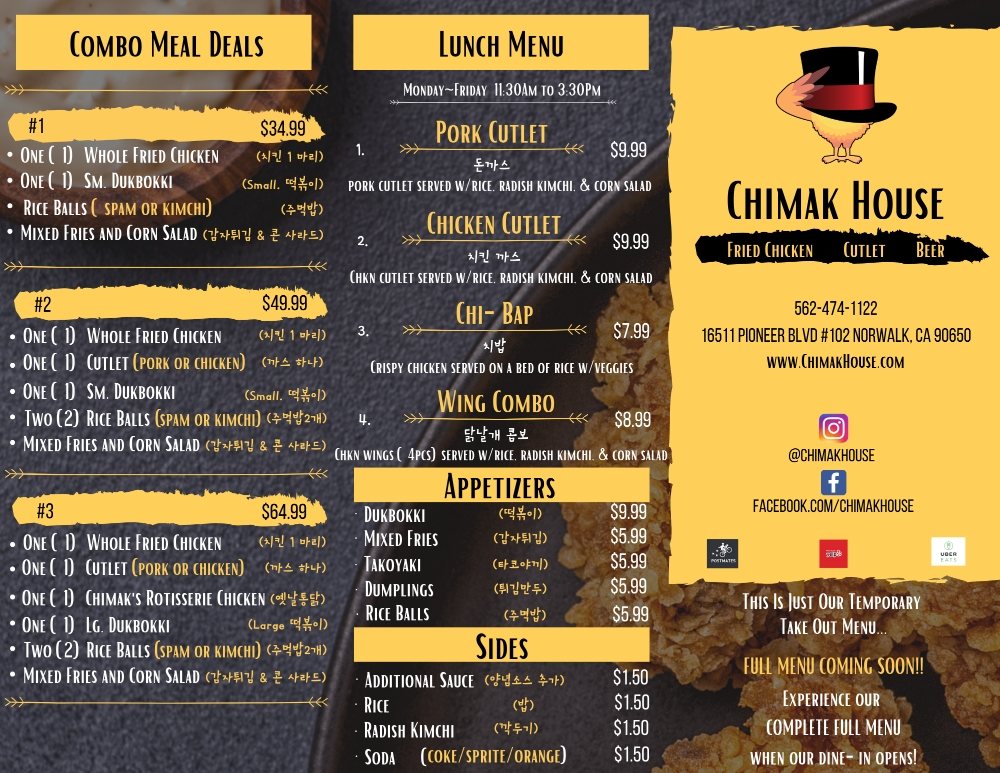 Combo Meal Deals
#1 $34.99
• One ( 1) Whole Fried Chicken (치킨 1 마리)
• One ( 1) Sm. Dukbokki (Small. 떡볶이)
• Rice Balls ( spam or kimchi) (주먹밥)
• Mixed Fries and Corn Salad (감자튀김 & 콘 사라드)
#2 $49.99
• One ( 1) Whole Fried Chicken (치킨 1 마리)
• One ( 1) Cutlet (pork or chicken) (까스 하나)
• One ( 1) Sm. Dukbokki (Small. 떡볶이)
• Two (2) Rice Balls (spam or kimchi) (주먹밥2개)
• Mixed Fries and Corn Salad (감자튀김 & 콘 사라드)
#3 $64.99
• One ( 1) Whole Fried Chicken (치킨 1 마리)
• One ( 1) Cutlet (pork or chicken) (까스 하나)
• One ( 1) Chimak's Rotisserie Chicken (옛날통닭)
• One ( 1) Lg. Dukbokki (Large 떡볶이)
• Two (2) Rice Balls (spam or kimchi) (주먹밥2개)
• Mixed Fries and Corn Salad (감자튀김 & 콘 사라드)
Lunch Menu
Monday~Friday 11.30Am to 3.30Pm
1. Pork Cutlet $9.99
돈까스
pork cutlet served w/rice. radish kimchi. & corn salad
2. Chicken Cutlet $9.99
치킨 까스
Chkn cutlet served w/rice. radish kimchi. & corn salad
3. Chi- Bap $7.99
치밥
Crispy chicken served on a bed of rice w/veggies
4. Wing Combo $8.99
닭날개 콤보
Chkn wings ( 4pcs) served w/rice. radish kimchi. & corn salad
Appetizers
· Dukbokki (떡볶이) $9.99
· Mixed Fries (감자튀김) $5.99
· Takoyaki (타코야끼) $5.99
· Dumplings (튀김만두) $5.99
· Rice Balls (주먹밥) $5.99
Sides
· Additional Sauce (양념소스 추가) $1.50
· Rice (밥) $1.50
· Radish Kimchi (깍두기) $1.50
· Soda (coke/sprite/orange) $1.50
Chimak House
Fried Chicken Cutlet Beer
562-474-1122
16511 Pioneer Blvd #102 Norwalk, CA 90650
www.ChimakHouse.com
@chimakhouse
facebook.com/chimakhouse
POSTMATES
UBER
EATS
This Is Just Our Temporary
Take Out Menu...
Full Menu Coming Soon!!
Experience our
complete full menu
when our dine- in opens!